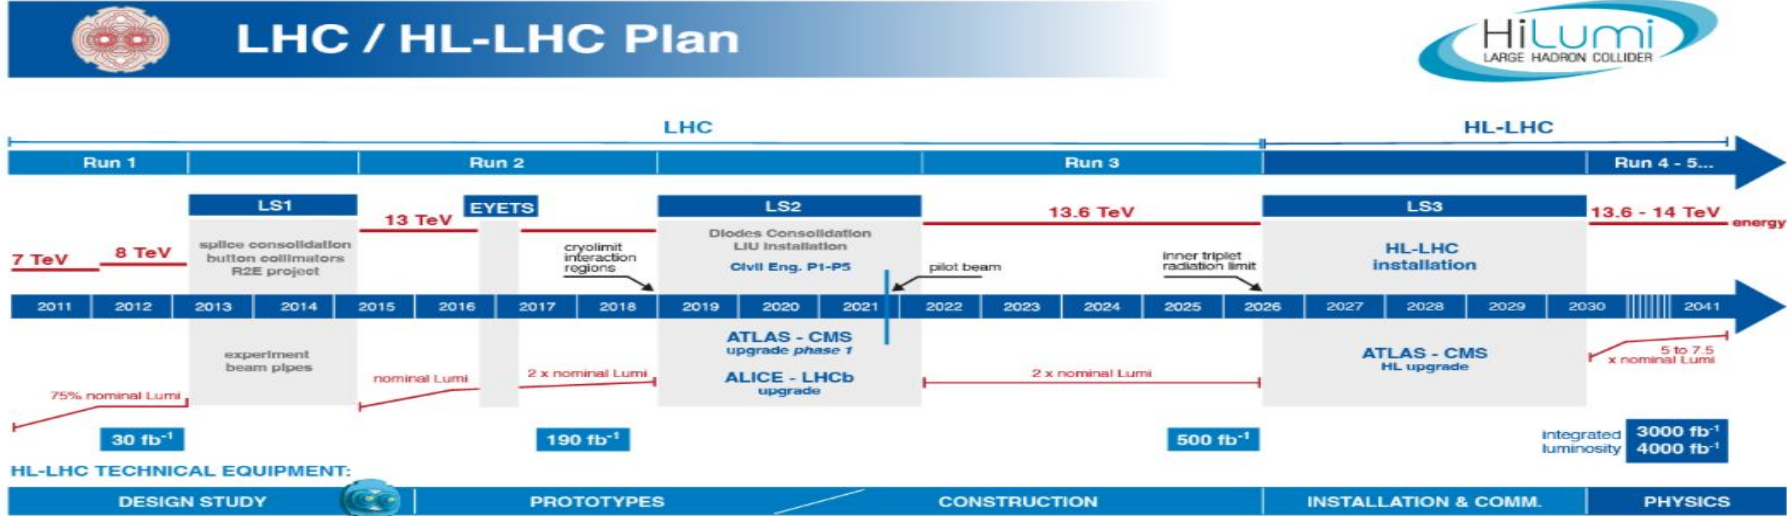 LHC / HL-LHC Plan
HiLumi
LARGE HADRON COLLIDER
LHC
HL-LHC
Run 1
Run 2
Run 3
Run 4 - 5...
LS1
EYETS
LS2
LS3
13 TeV
13.6 TeV
13.6 - 14 TeV
energy
7 TeV
8 TeV
splice consolidation
button collimators
R2E project
cryolimit
interaction
regions
Diodes Consolidation
LIU Installation
Civil Eng. P1-P5
pilot beam
inner triplet
radiation limit
HL-LHC
installation
2011
2012
2013
2014
2015
2016
2017
2018
2019
2020
2021
2022
2023
2024
2025
2026
2027
2028
2029
2030
2041
experiment
beam pipes
ATLAS - CMS
upgrade phase 1
ALICE - LHCb
upgrade
ATLAS - CMS
HL upgrade
5 to 7.5
x nominal Lumi
75% nominal Lumi
nominal Lumi
2 x nominal Lumi
2 x nominal Lumi
30 fb⁻¹
190 fb⁻¹
500 fb⁻¹
integrated
luminosity
3000 fb⁻¹
4000 fb⁻¹
HL-LHC TECHNICAL EQUIPMENT:
DESIGN STUDY
PROTOTYPES
CONSTRUCTION
INSTALLATION & COMM.
PHYSICS